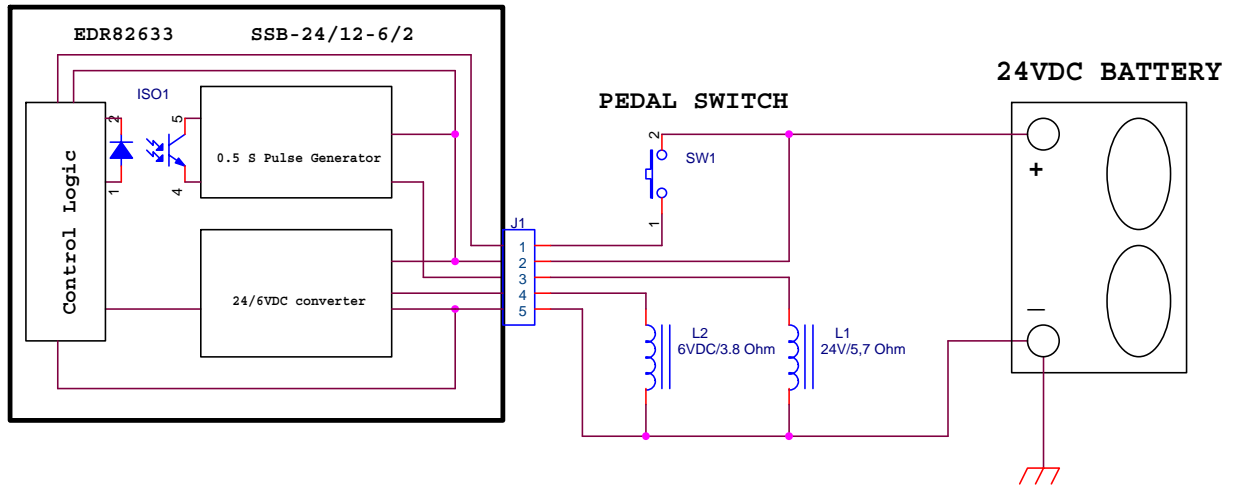 EDR82633 SSB-24/12-6/2
24VDC BATTERY
ISO1
PEDAL SWITCH
2
5
2
0.5 S Pulse Generator
SW1
+
Control Logic
1
4
1
J1
1
2
3
4
5
24/6VDC converter
L2
6VDC/3.8 Ohm
L1
24V/5,7 Ohm
–